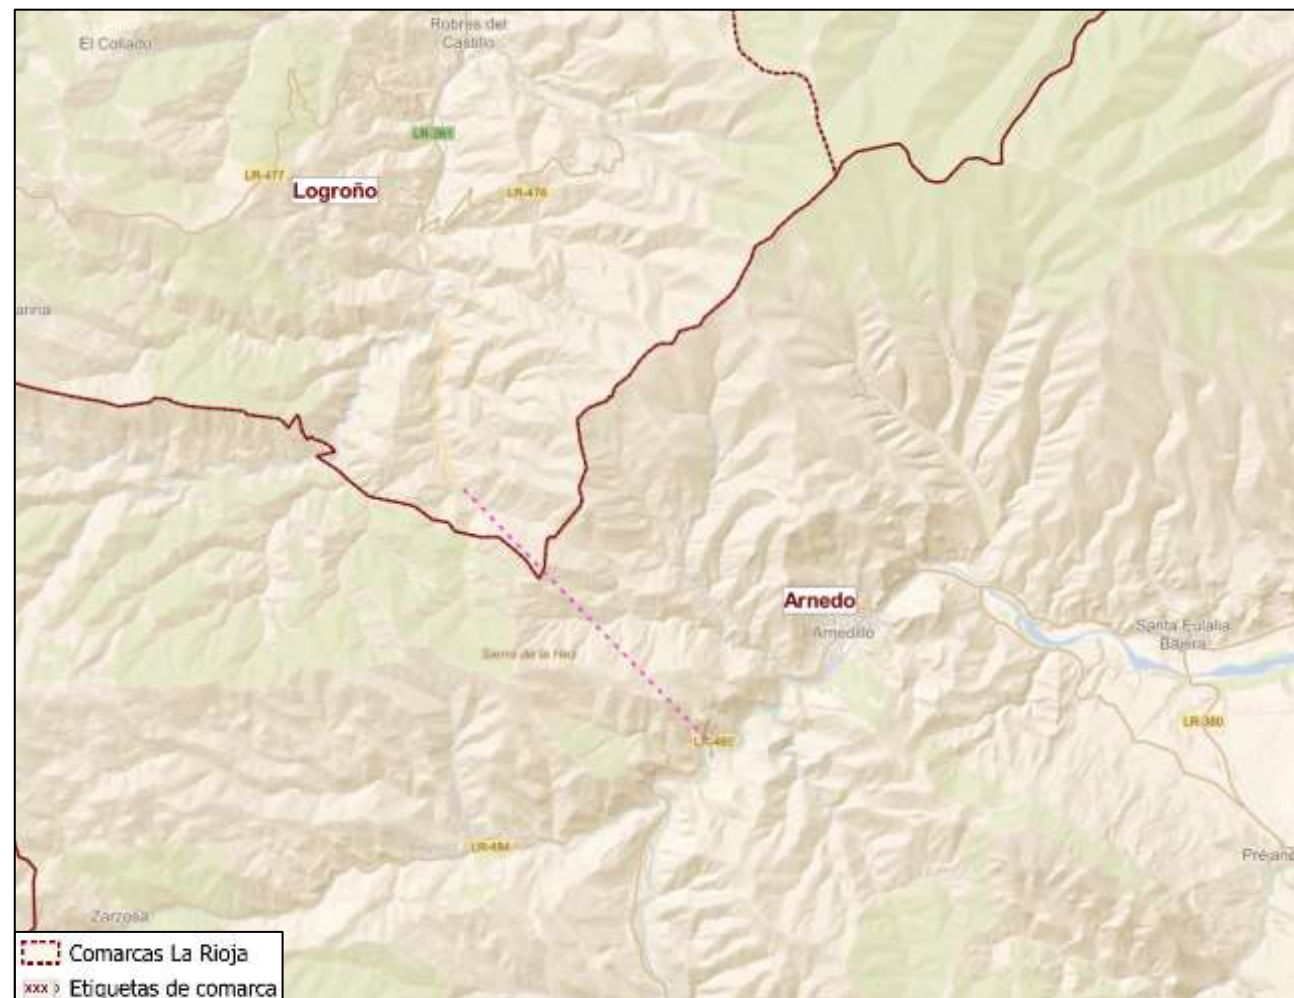 Robres del
Castillo
El Collado
LR-261
LR-477
Logroño
LR-476
Arnedo
Arnedillo
Santa Eulalia
Bajera
Sierra de la Hez
LR-380
LR-484
Zarzosa
Comarcas La Rioja
xxx
Etiquetas de comarca